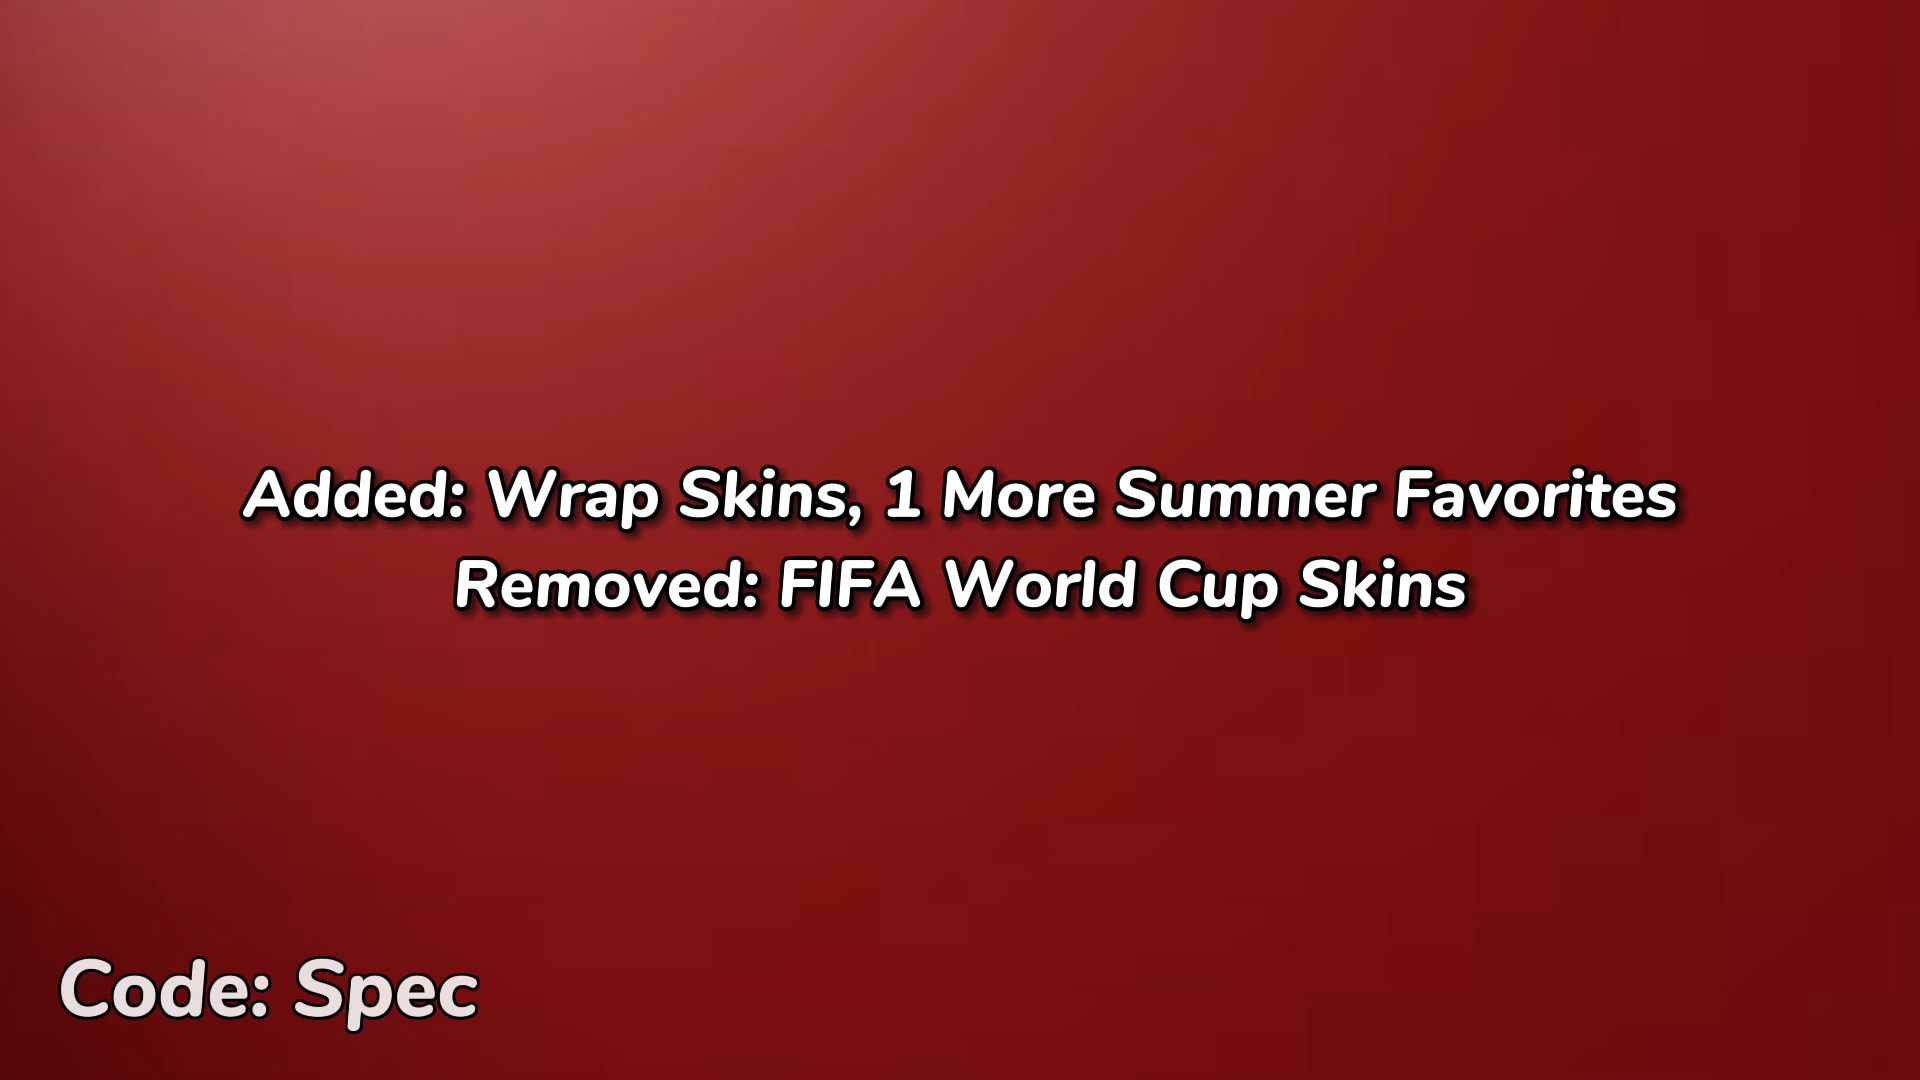 Added: Wrap Skins, 1 More Summer Favorites
Removed: FIFA World Cup Skins
Code: Spec